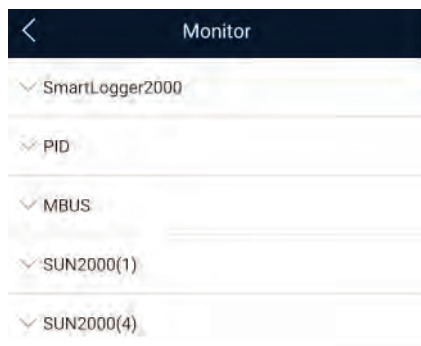 Monitor
SmartLogger2000
PID
MBUS
SUN2000(1)
SUN2000(4)